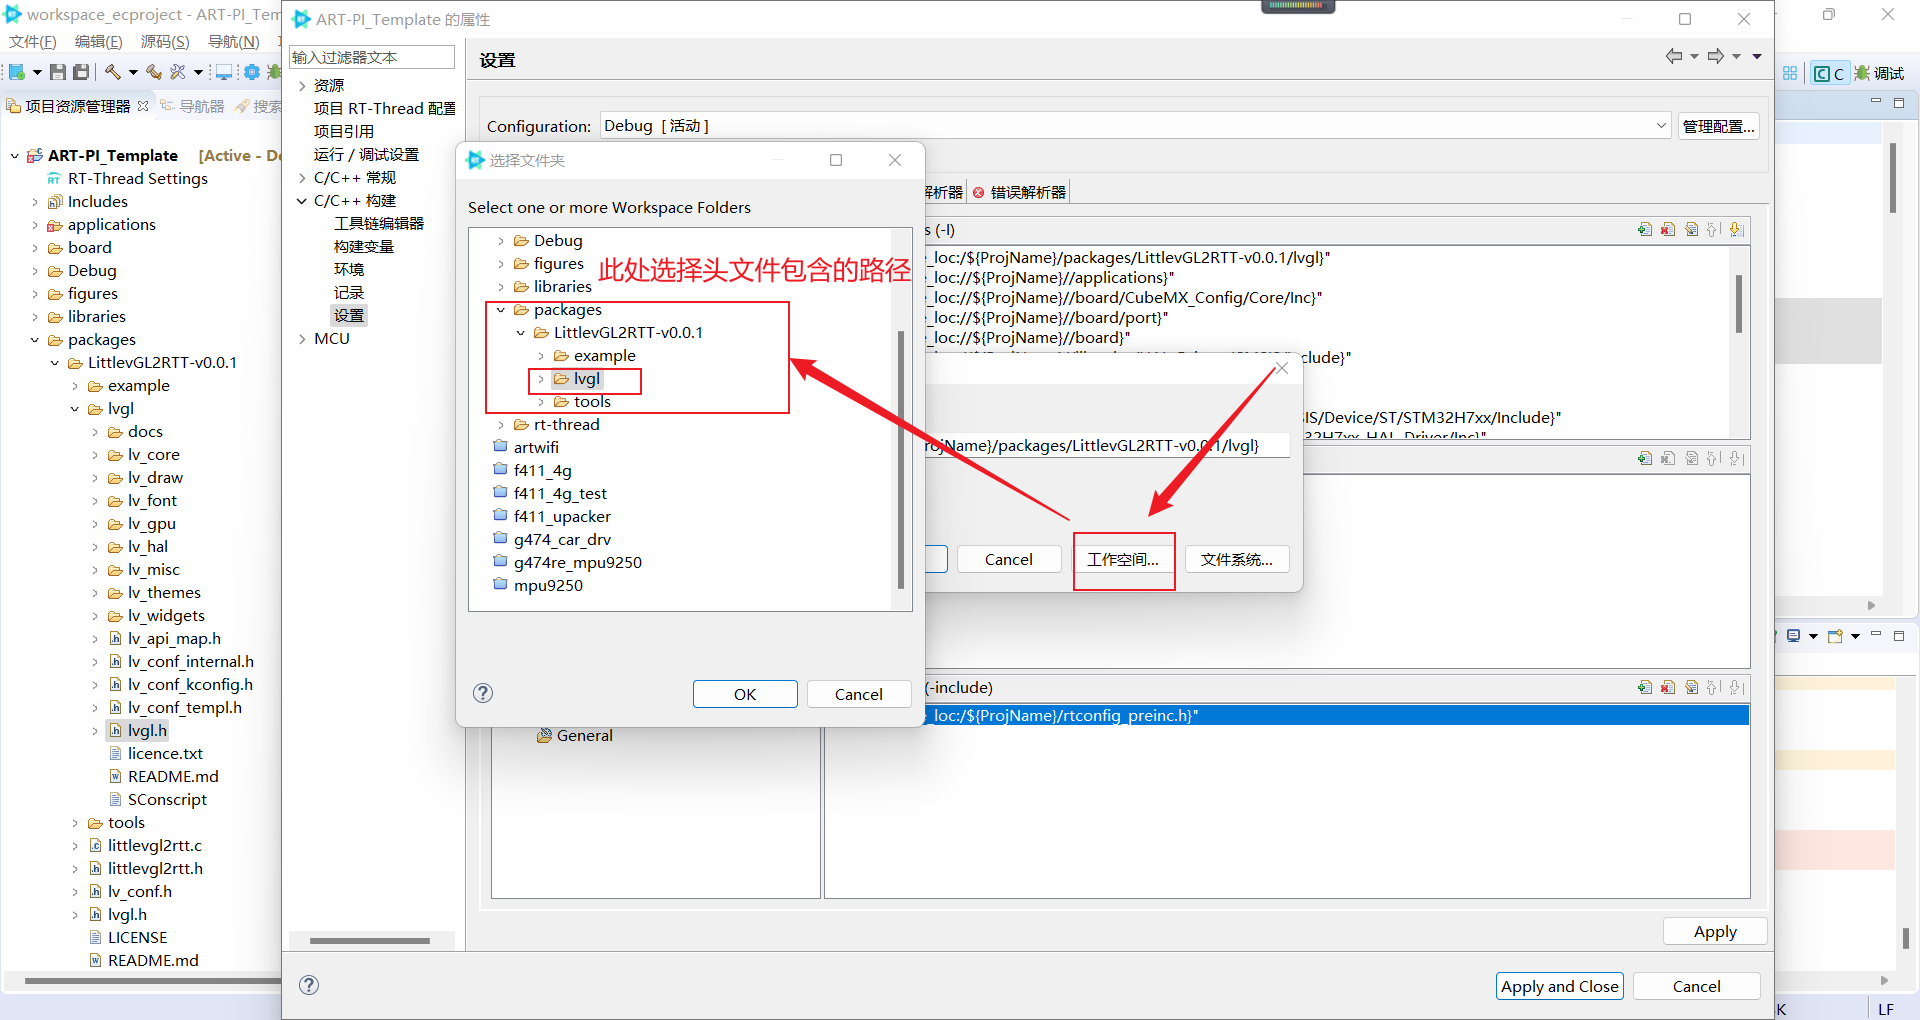 workspace_ecproject - ART-PI_Tem
文件(F) 编辑(E) 源码(S) 导航(N)
项目资源管理器 导航器 搜索
ART-PI_Template [Active - De
RT-Thread Settings
Includes
applications
board
Debug
figures
libraries
packages
LittlevGL2RTT-v0.0.1
example
lvgl
docs
lv_core
lv_draw
lv_font
lv_gpu
lv_hal
lv_misc
lv_themes
lv_widgets
lv_api_map.h
lv_conf_internal.h
lv_conf_kconfig.h
lv_conf_templ.h
lvgl.h
licence.txt
README.md
SConscript
tools
littlevgl2rtt.c
littlevgl2rtt.h
lv_conf.h
lvgl.h
LICENSE
README.md
ART-PI_Template 的属性
输入过滤器文本
资源
项目 RT-Thread 配置
项目引用
运行 / 调试设置
C/C++ 常规
C/C++ 构建
工具链编辑器
构建变量
环境
记录
设置
MCU
设置
Configuration: Debug [ 活动 ] 管理配置...
解析器 错误解析器
s (-I)
_loc:/${ProjName}/packages/LittlevGL2RTT-v0.0.1/lvgl}"
_loc://${ProjName}//applications}"
_loc://${ProjName}//board/CubeMX_Config/Core/Inc}"
_loc://${ProjName}//board/port}"
_loc://${ProjName}//board}"
clude}"
SIS/Device/ST/STM32H7xx/Include}"
32H7xx_HAL_Driver/Inc}"
选择文件夹
Select one or more Workspace Folders
Debug
figures
此处选择头文件包含的路径
libraries
packages
LittlevGL2RTT-v0.0.1
example
lvgl
tools
rt-thread
artwifi
f411_4g
f411_4g_test
f411_upacker
g474_car_drv
g474re_mpu9250
mpu9250
OK Cancel
rojName}/packages/LittlevGL2RTT-v0.0.1/lvgl}
Cancel 工作空间... 文件系统...
(-include)
_loc:/${ProjName}/rtconfig_preinc.h}"
General
Apply
Apply and Close Cancel
C 调试
K LF